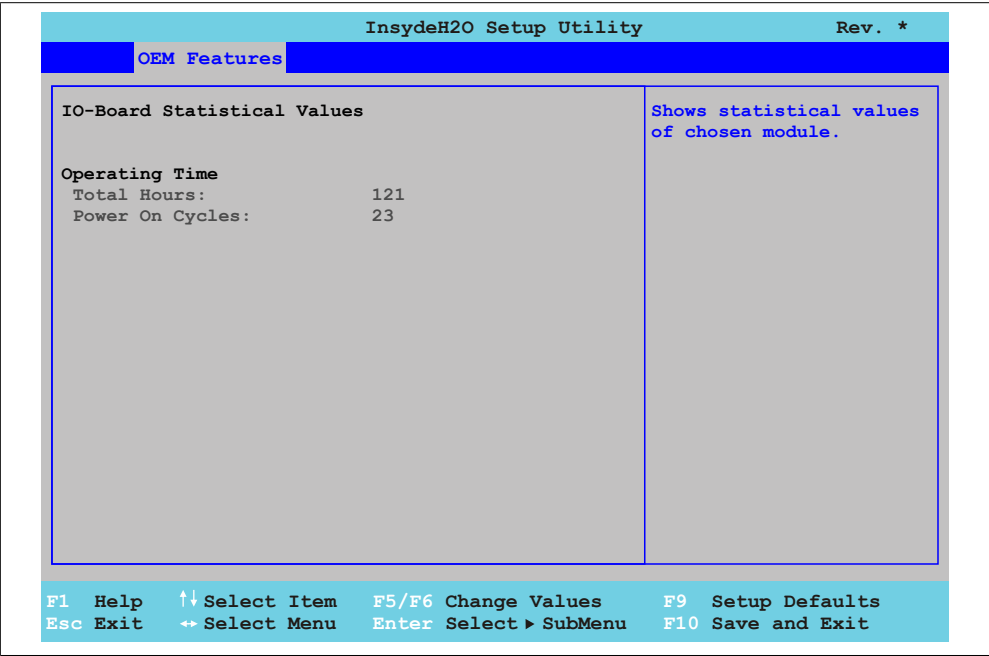 InsydeH2O Setup Utility Rev. *
OEM Features
IO-Board Statistical Values
Shows statistical values
of chosen module.
Operating Time
Total Hours: 121
Power On Cycles: 23
F1 Help ↑↓ Select Item F5/F6 Change Values F9 Setup Defaults
Esc Exit ↔ Select Menu Enter Select ▶ SubMenu F10 Save and Exit